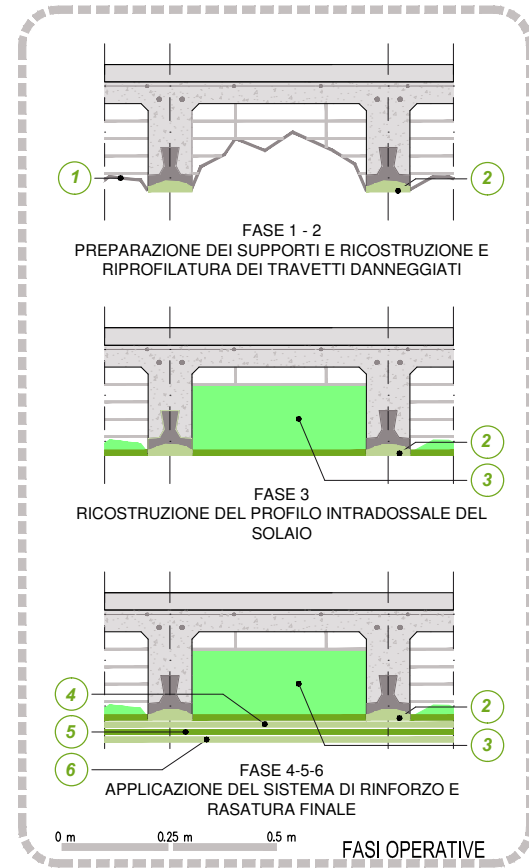 1
2
FASE 1 - 2
PREPARAZIONE DEI SUPPORTI E RICOSTRUZIONE E
RIPROFILATURA DEI TRAVETTI DANNEGGIATI
2
3
FASE 3
RICOSTRUZIONE DEL PROFILO INTRADOSSALE DEL
SOLAIO
4
2
5
3
6
FASE 4-5-6
APPLICAZIONE DEL SISTEMA DI RINFORZO E
RASATURA FINALE
0 m 0.25 m 0.5 m
FASI OPERATIVE